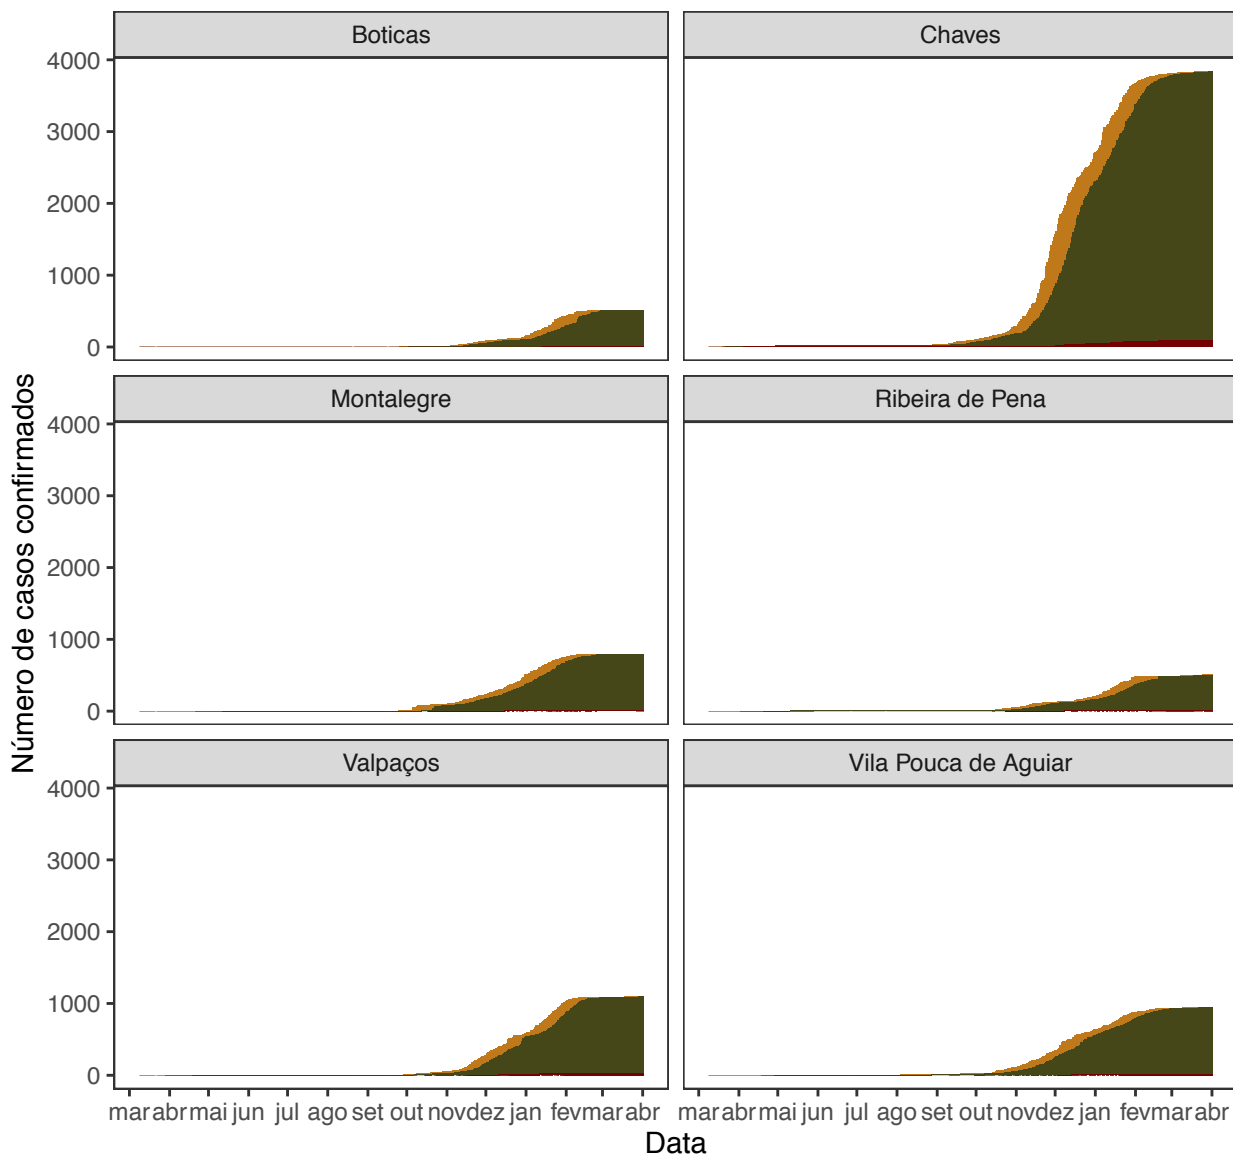 Boticas
Chaves
4000
3000
2000
1000
0
Montalegre
Ribeira de Pena
4000
3000
2000
1000
0
Valpaços
Vila Pouca de Aguiar
4000
3000
2000
1000
0
mar abr mai jun jul ago set out nov dez jan fev mar abr
mar abr mai jun jul ago set out nov dez jan fev mar abr
Data
Número de casos confirmados